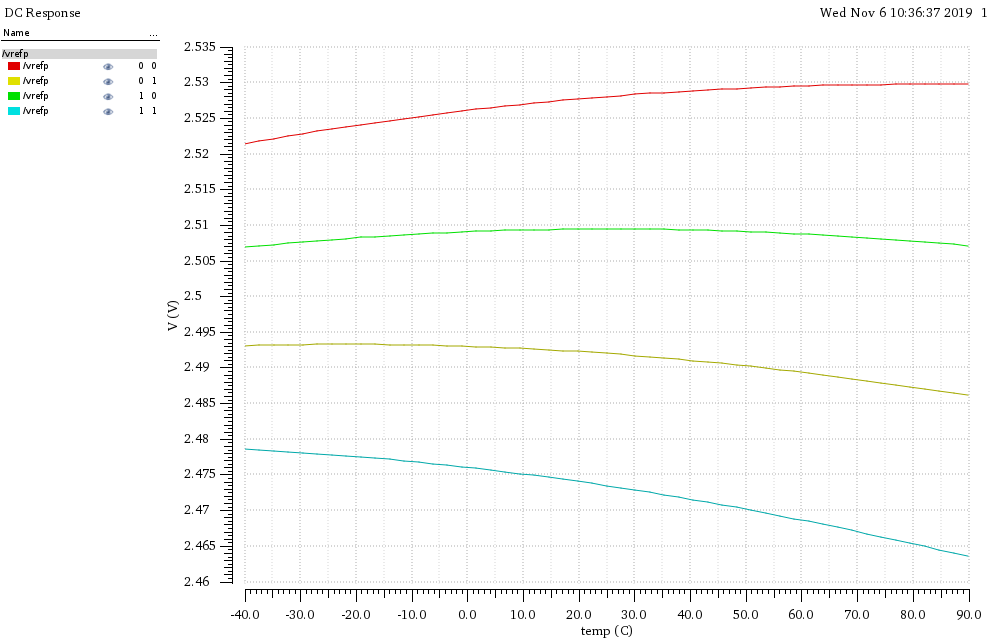 DC Response
Wed Nov 6 10:36:37 2019 1
Name ...
/vrefp
/vrefp 0 0
/vrefp 0 1
/vrefp 1 0
/vrefp 1 1
2.535
2.53
2.525
2.52
2.515
2.51
2.505
2.5
2.495
2.49
2.485
2.48
2.475
2.47
2.465
2.46
V (V)
-40.0 -30.0 -20.0 -10.0 0.0 10.0 20.0 30.0 40.0 50.0 60.0 70.0 80.0 90.0
temp (C)